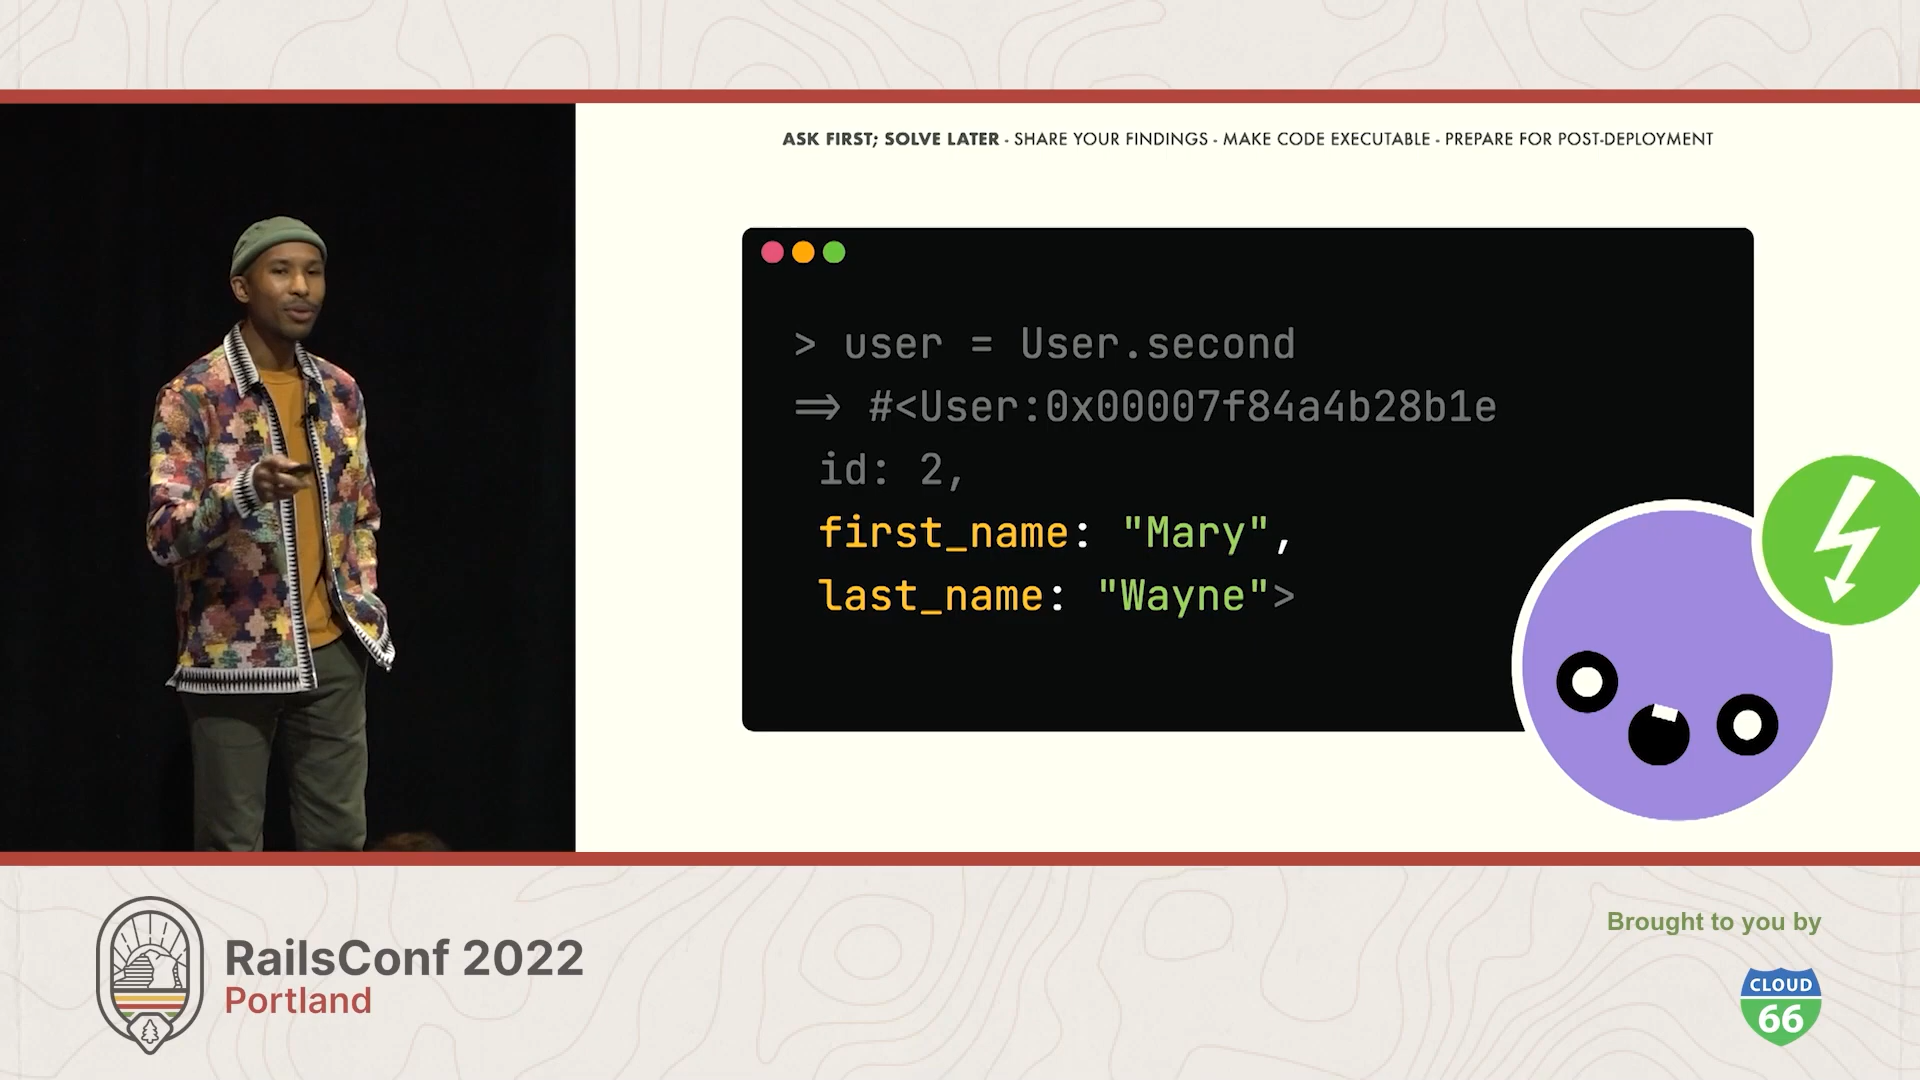 ASK FIRST; SOLVE LATER - SHARE YOUR FINDINGS - MAKE CODE EXECUTABLE - PREPARE FOR POST-DEPLOYMENT
> user = User.second
=> #<User:0x00007f84a4b28b1e
id: 2,
first_name: "Mary",
last_name: "Wayne">
RailsConf 2022
Portland
Brought to you by
CLOUD
66